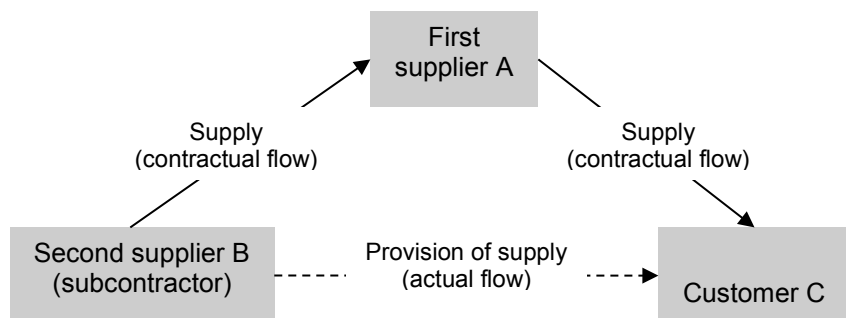 First
supplier A
Supply
(contractual flow)
Supply
(contractual flow)
Second supplier B
(subcontractor)
Provision of supply
(actual flow)
Customer C